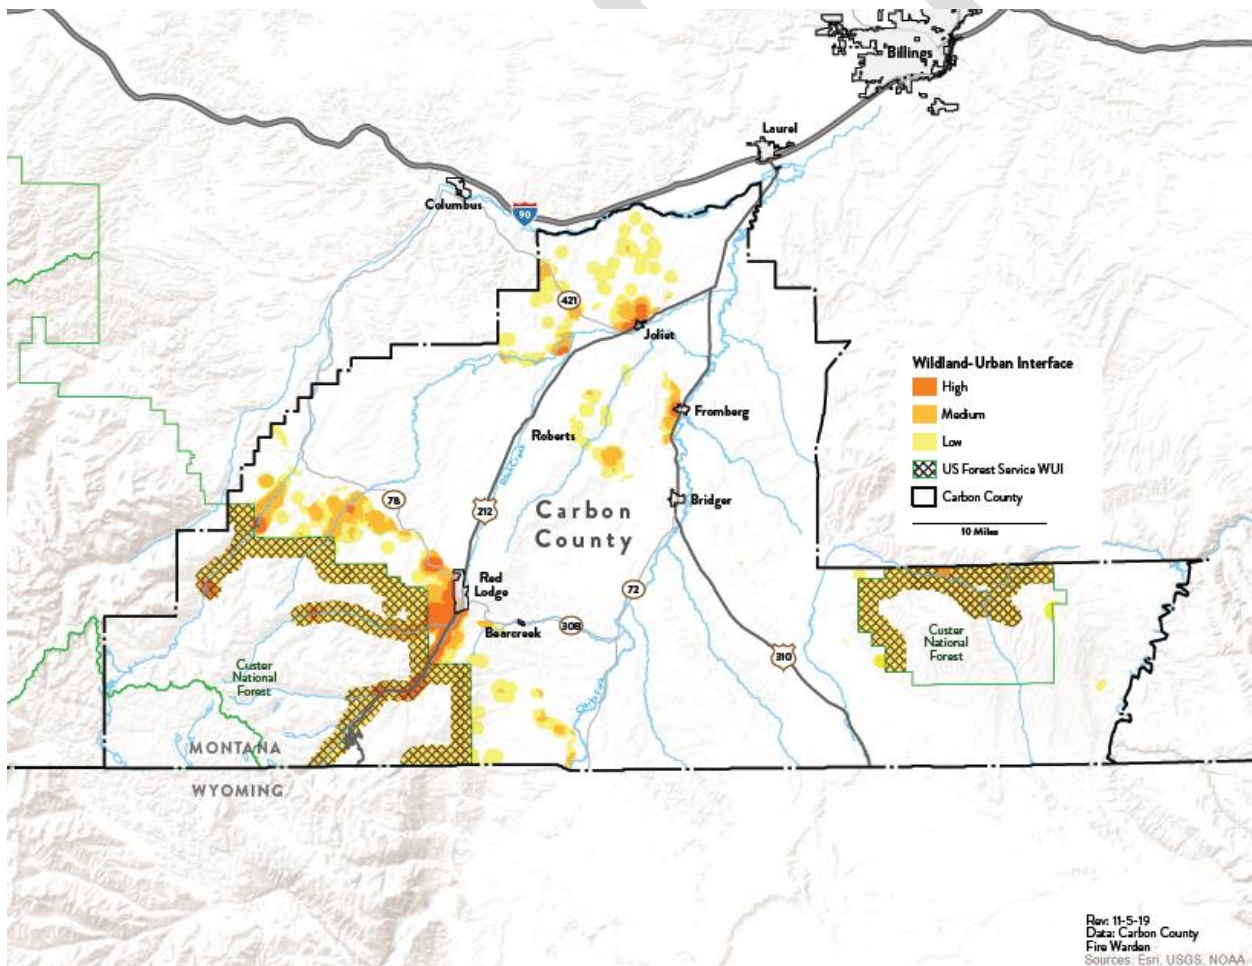 Billings
Laurel
Columbus
90
421
Joliet
Wildland-Urban Interface
High
Medium
Low
US Forest Service WUI
Carbon County
10 Miles
Fromberg
Roberts
78
212
Bridger
Carbon
County
Red
Lodge
72
Bearcreek
308
310
Custer
National
Forest
Custer
National
Forest
MONTANA
WYOMING
Rev: 11-5-19
Data: Carbon County
Fire Warden
Sources: Esri, USGS, NOAA